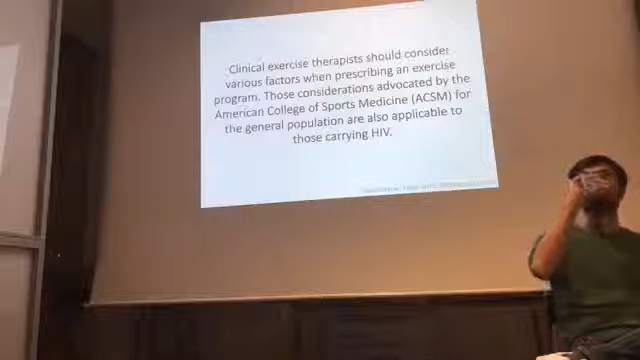 Clinical exercise therapists should consider
various factors when prescribing an exercise
program. Those considerations advocated by the
American College of Sports Medicine (ACSM) for
the general population are also applicable to
those carrying HIV.